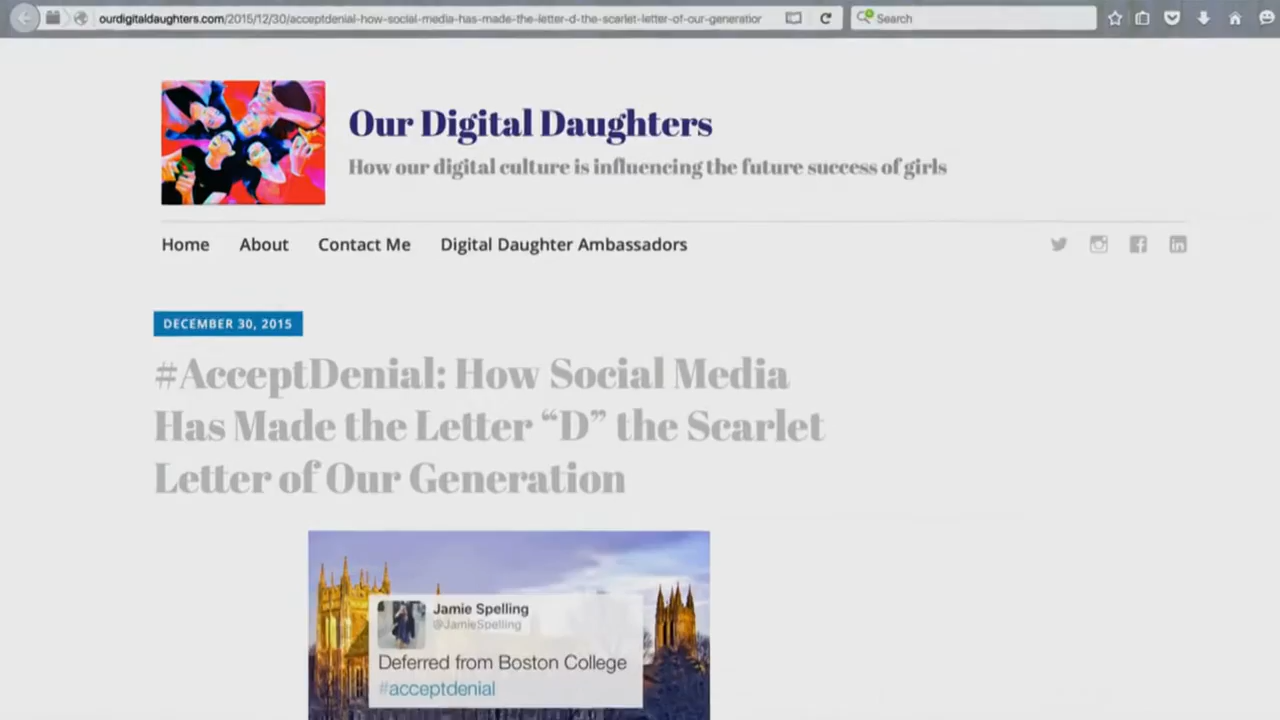 ourdigitaldaughters.com/2015/12/30/acceptdenial-how-social-media-has-made-the-letter-d-the-scarlet-letter-of-our-generation
Search
Our Digital Daughters
How our digital culture is influencing the future success of girls
Home About Contact Me Digital Daughter Ambassadors
DECEMBER 30, 2015
#AcceptDenial: How Social Media
Has Made the Letter “D” the Scarlet
Letter of Our Generation
Jamie Spelling
@JamieSpelling
Deferred from Boston College
#acceptdenial